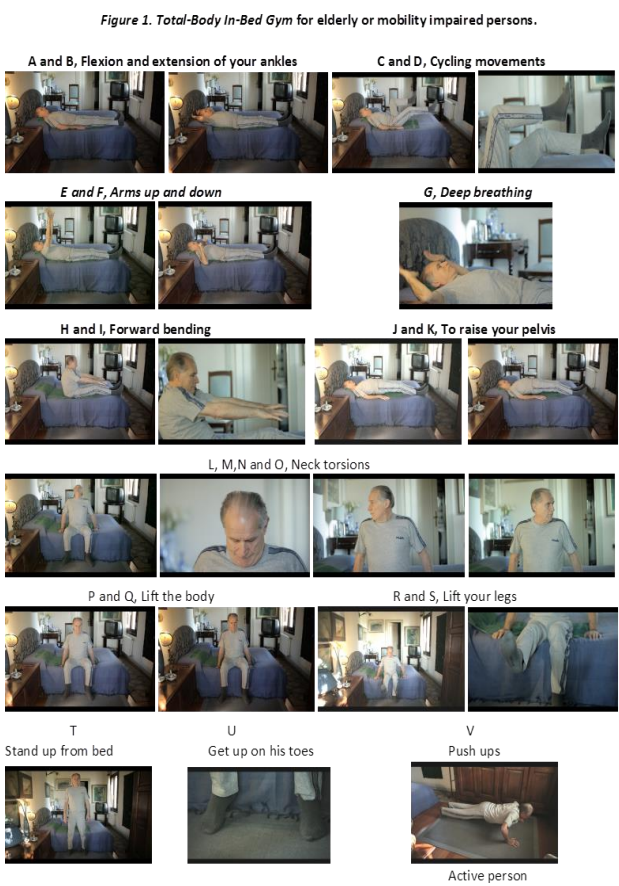 Figure 1. Total-Body In-Bed Gym for elderly or mobility impaired persons.
A and B, Flexion and extension of your ankles
C and D, Cycling movements
E and F, Arms up and down
G, Deep breathing
H and I, Forward bending
J and K, To raise your pelvis
L, M,N and O, Neck torsions
P and Q, Lift the body
R and S, Lift your legs
T
U
V
Stand up from bed
Get up on his toes
Push ups
Active person